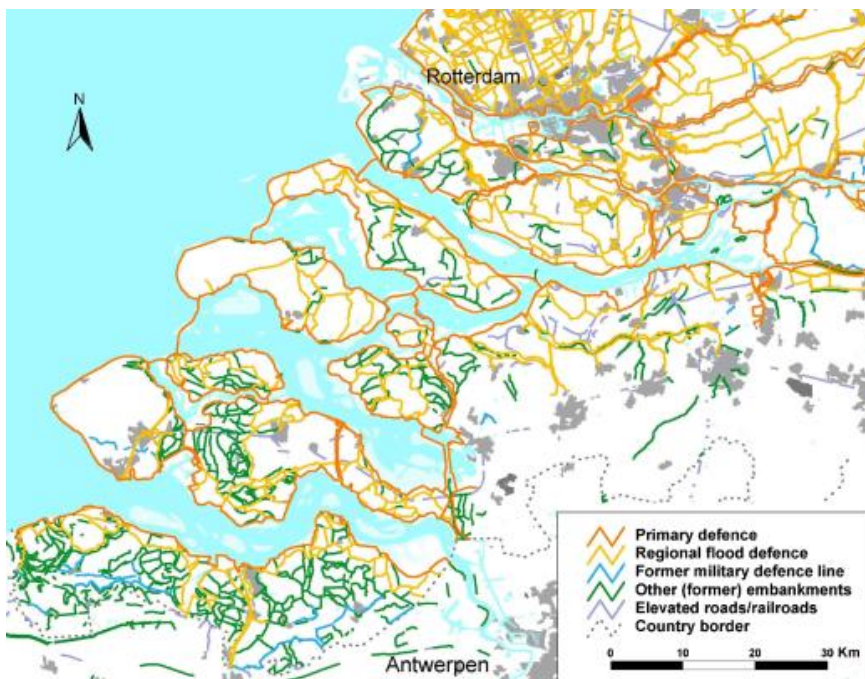 Rotterdam
N
Primary defence
Regional flood defence
Former military defence line
Other (former) embankments
Elevated roads/railroads
Country border
0 10 20 30 Km
Antwerpen